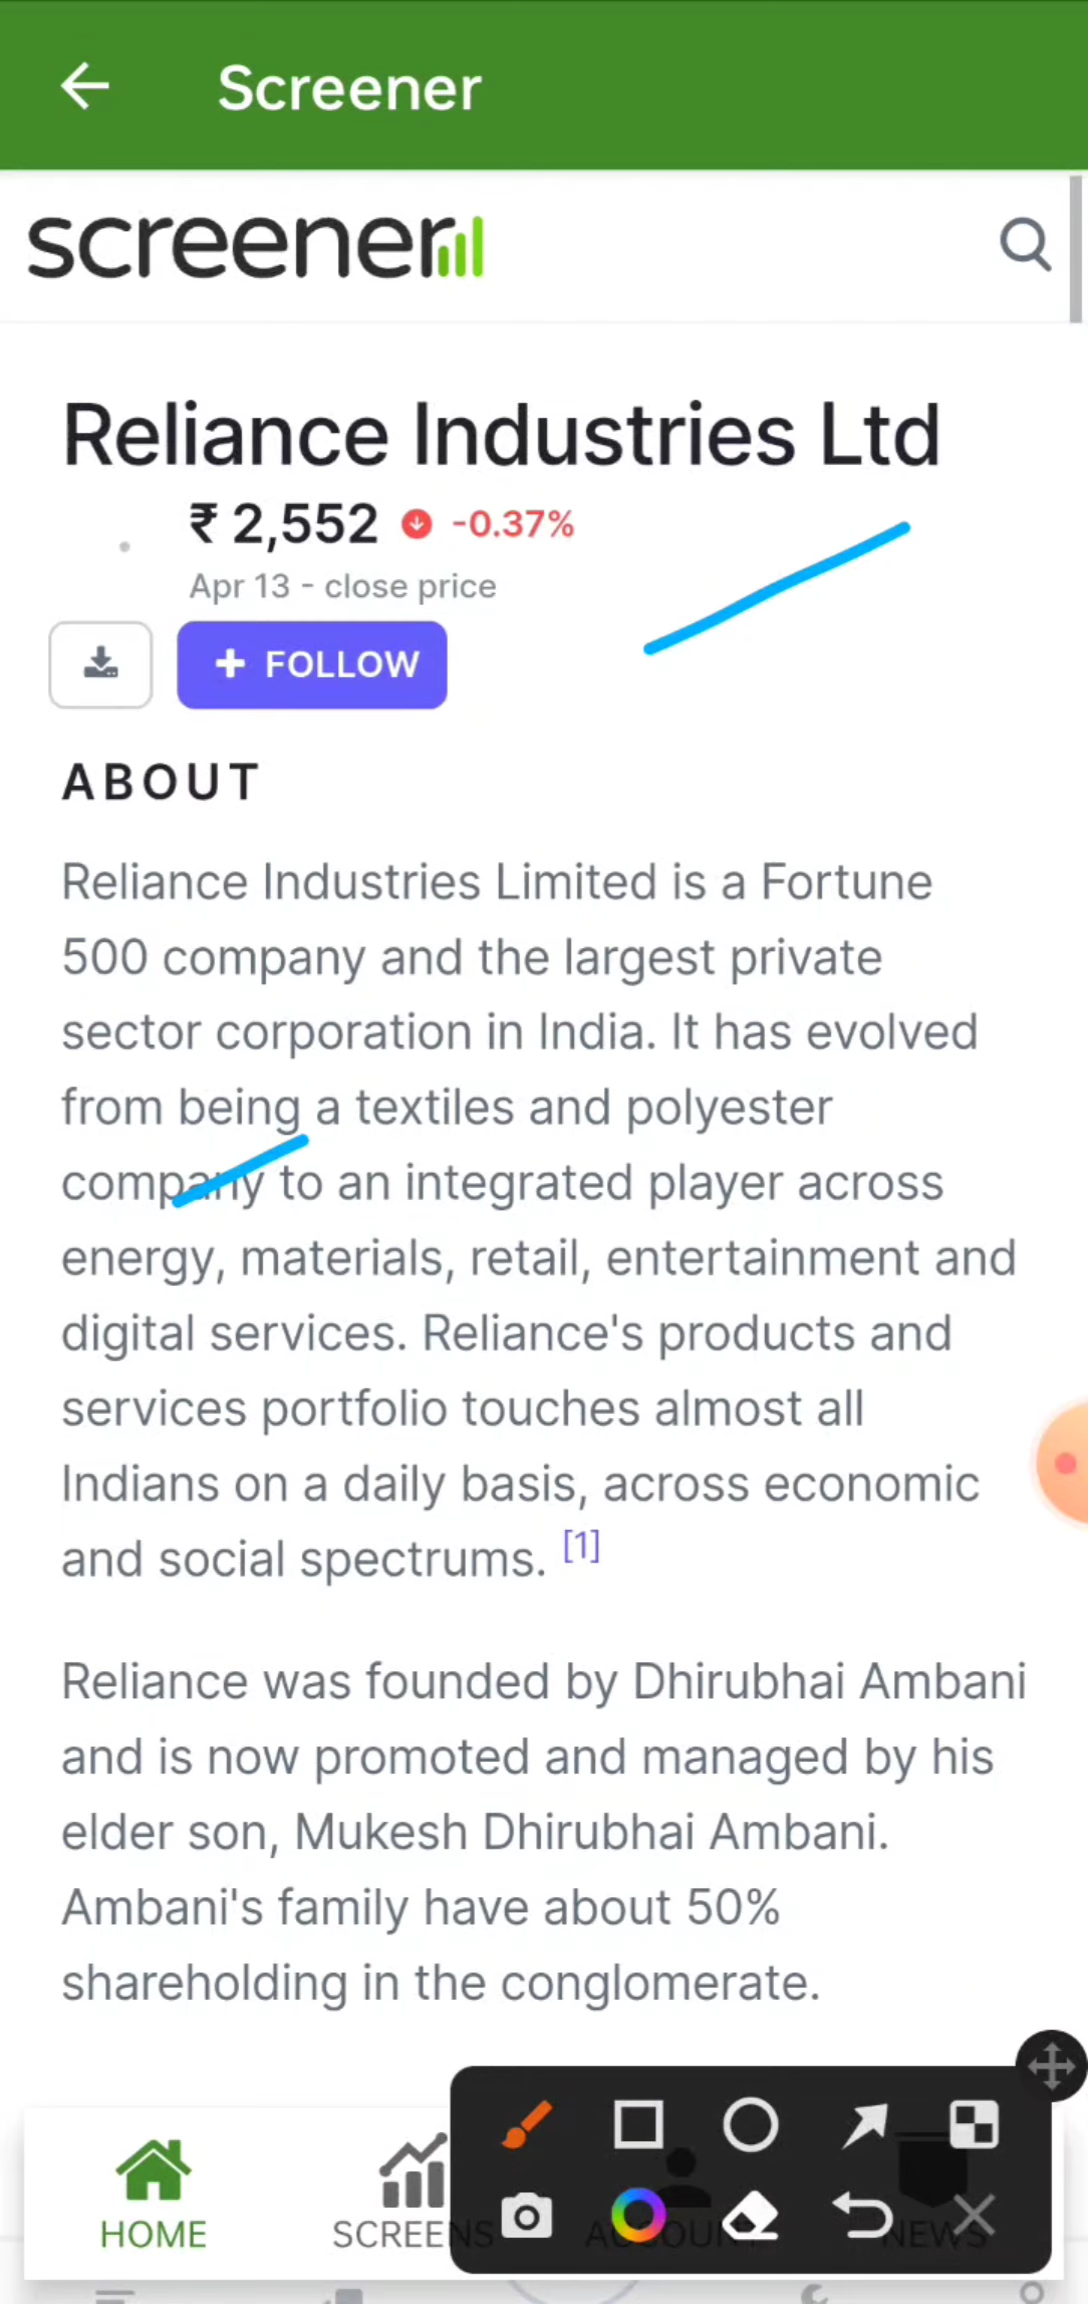 Screener
screener
Reliance Industries Ltd
₹ 2,552 -0.37%
Apr 13 - close price
+ FOLLOW
ABOUT
Reliance Industries Limited is a Fortune
500 company and the largest private
sector corporation in India. It has evolved
from being a textiles and polyester
company to an integrated player across
energy, materials, retail, entertainment and
digital services. Reliance's products and
services portfolio touches almost all
Indians on a daily basis, across economic
and social spectrums. [1]
Reliance was founded by Dhirubhai Ambani
and is now promoted and managed by his
elder son, Mukesh Dhirubhai Ambani.
Ambani's family have about 50%
shareholding in the conglomerate.
HOME SCREENS ACCOUNT NEWS